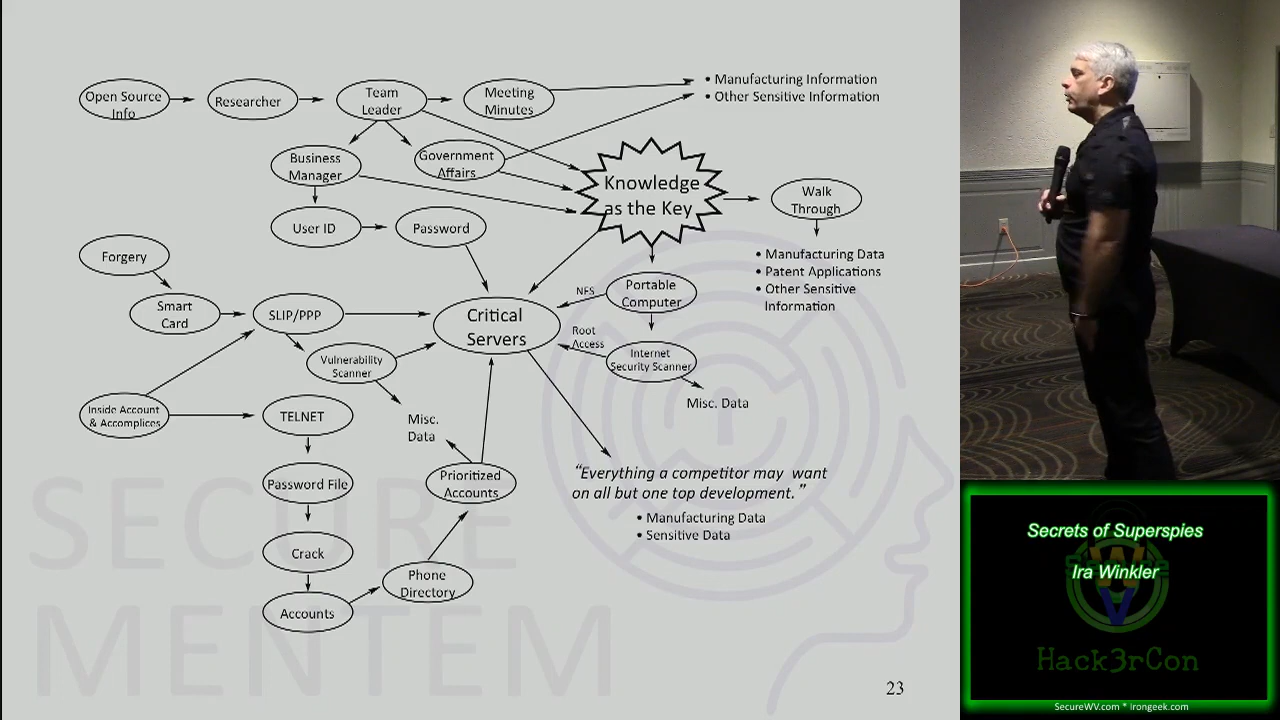 Open Source
Info
Researcher
Team
Leader
Meeting
Minutes
• Manufacturing Information
• Other Sensitive Information
Business
Manager
Government
Affairs
Knowledge
as the Key
Walk
Through
User ID
Password
Forgery
• Manufacturing Data
• Patent Applications
• Other Sensitive
Information
Smart
Card
SLIP/PPP
Critical
Servers
NFS
Portable
Computer
Root
Access
Internet
Security Scanner
Vulnerability
Scanner
Misc. Data
Inside Account
& Accomplices
TELNET
Misc.
Data
Password File
Prioritized
Accounts
“Everything a competitor may want
on all but one top development.”
• Manufacturing Data
• Sensitive Data
Crack
Phone
Directory
Accounts
SECURE
MENTEM
23
Secrets of Superspies
Ira Winkler
W
V
Hack3rCon
SecureWV.com * Irongeek.com